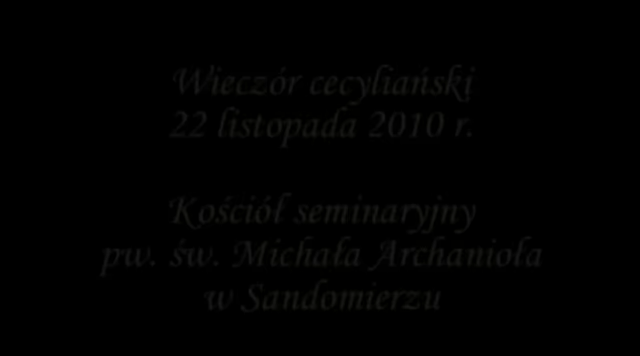 Wieczór cecyliański
22 listopada 2010 r.
Kościół seminaryjny
pw. św. Michała Archanioła
w Sandomierzu